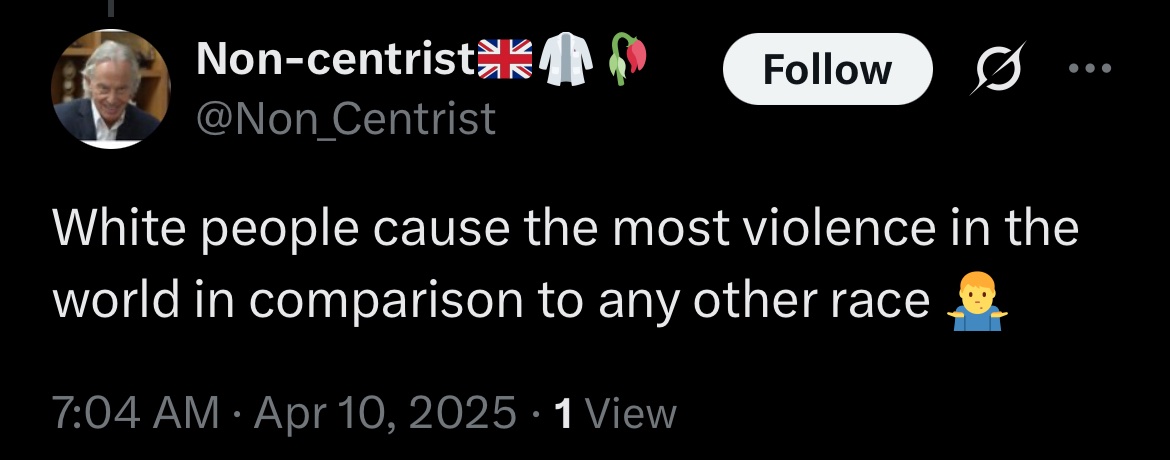 Non-centrist🇬🇧🥼🥀
Follow
@Non_Centrist
White people cause the most violence in the
world in comparison to any other race 🤷‍♂️
7:04 AM · Apr 10, 2025 · 1 View